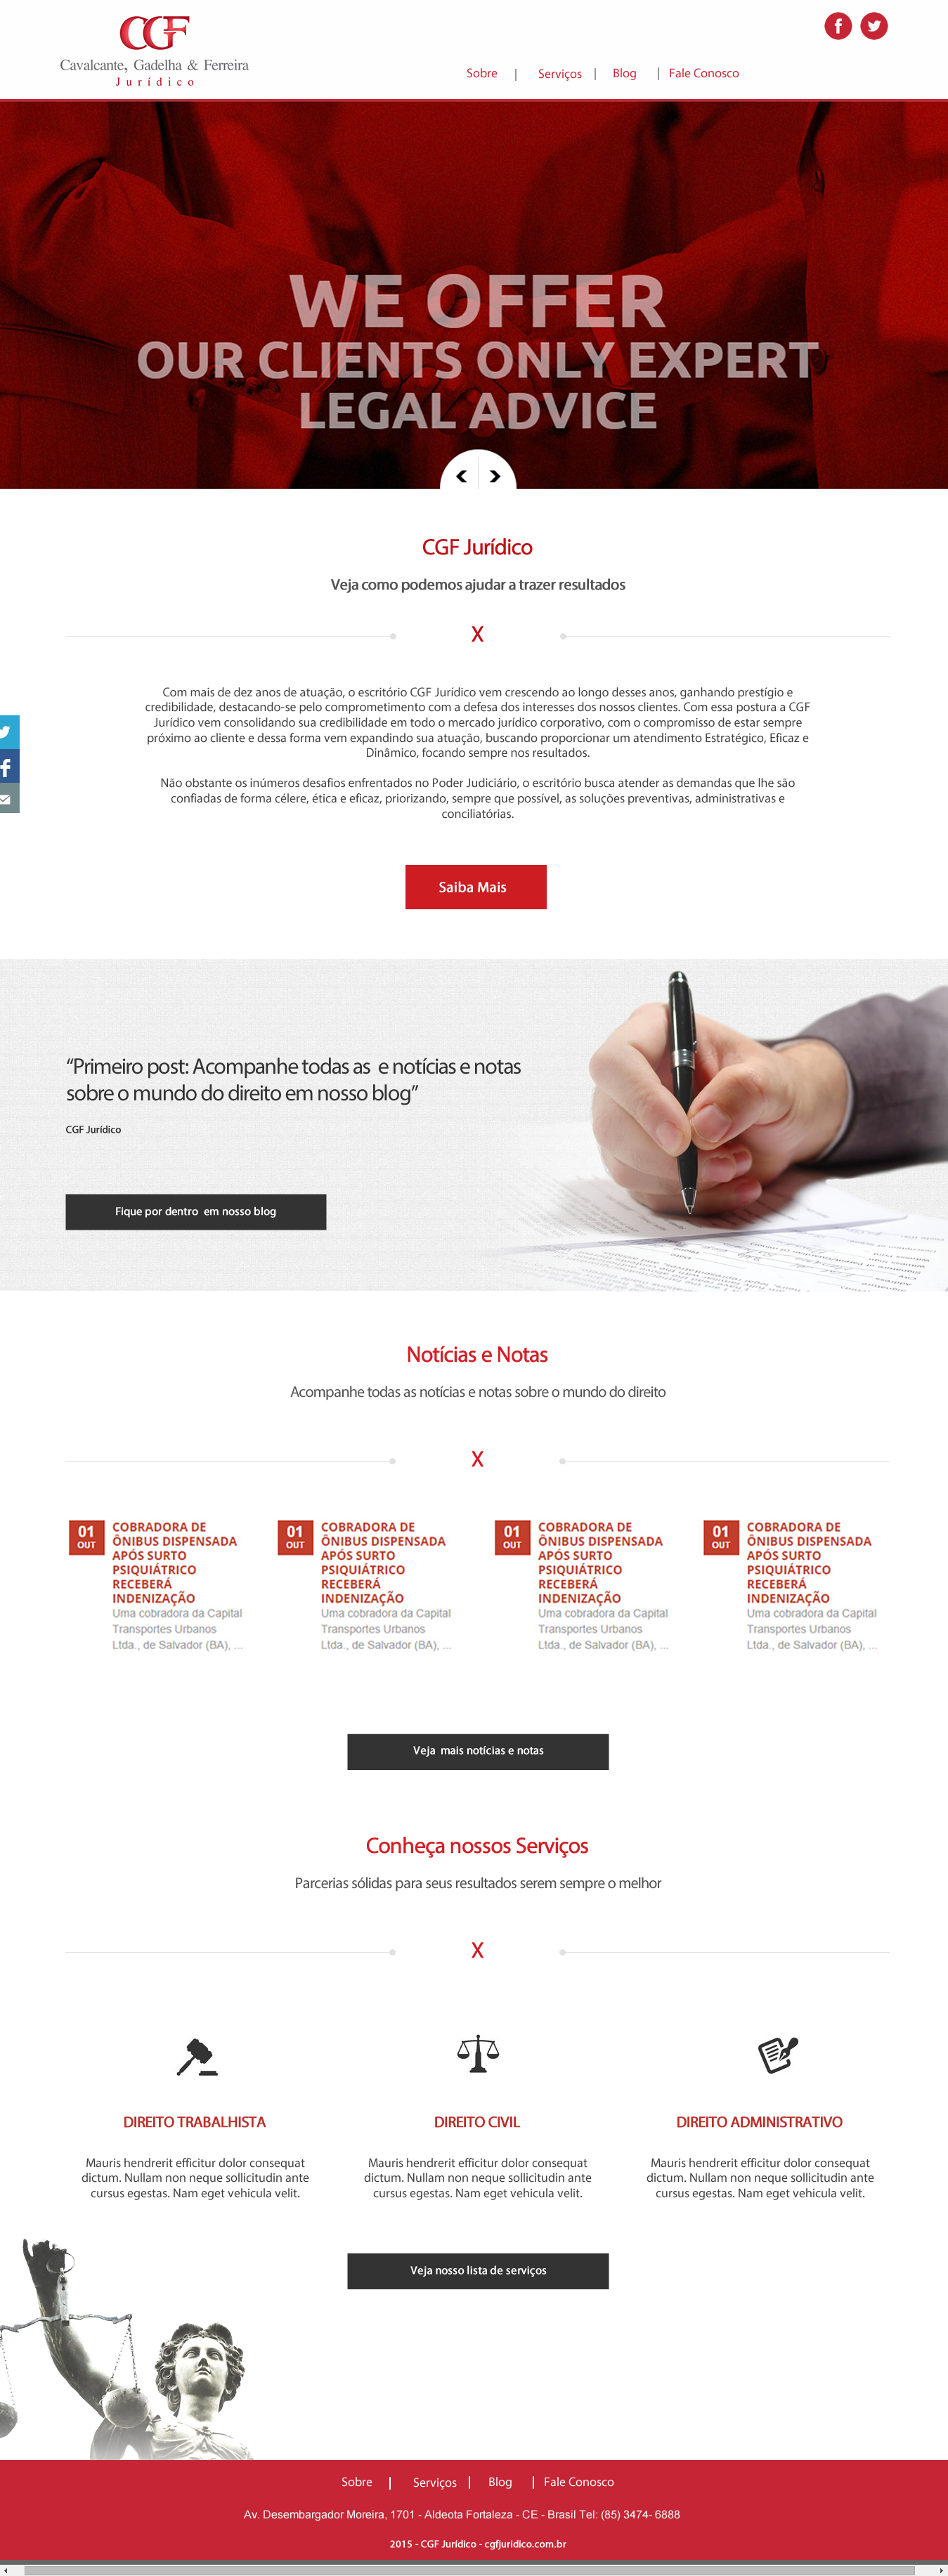 CGF
Cavalcante, Gadelha & Ferreira
Jurídico
Sobre | Serviços | Blog | Fale Conosco
WE OFFER
OUR CLIENTS ONLY EXPERT
LEGAL ADVICE
CGF Jurídico
Veja como podemos ajudar a trazer resultados
X
Com mais de dez anos de atuação, o escritório CGF Jurídico vem crescendo ao longo desses anos, ganhando prestígio e
credibilidade, destacando-se pelo comprometimento com a defesa dos interesses dos nossos clientes. Com essa postura a CGF
Jurídico vem consolidando sua credibilidade em todo o mercado jurídico corporativo, com o compromisso de estar sempre
próximo ao cliente e dessa forma vem expandindo sua atuação, buscando proporcionar um atendimento Estratégico, Eficaz e
Dinâmico, focando sempre nos resultados.
Não obstante os inúmeros desafios enfrentados no Poder Judiciário, o escritório busca atender as demandas que lhe são
confiadas de forma célere, ética e eficaz, priorizando, sempre que possível, as soluções preventivas, administrativas e
conciliatórias.
Saiba Mais
“Primeiro post: Acompanhe todas as e notícias e notas
sobre o mundo do direito em nosso blog”
CGF Jurídico
Fique por dentro em nosso blog
Notícias e Notas
Acompanhe todas as notícias e notas sobre o mundo do direito
X
01
OUT
COBRADORA DE
ÔNIBUS DISPENSADA
APÓS SURTO
PSIQUIÁTRICO
RECEBERÁ
INDENIZAÇÃO
Uma cobradora da Capital
Transportes Urbanos
Ltda., de Salvador (BA), ...
01
OUT
COBRADORA DE
ÔNIBUS DISPENSADA
APÓS SURTO
PSIQUIÁTRICO
RECEBERÁ
INDENIZAÇÃO
Uma cobradora da Capital
Transportes Urbanos
Ltda., de Salvador (BA), ...
01
OUT
COBRADORA DE
ÔNIBUS DISPENSADA
APÓS SURTO
PSIQUIÁTRICO
RECEBERÁ
INDENIZAÇÃO
Uma cobradora da Capital
Transportes Urbanos
Ltda., de Salvador (BA), ...
01
OUT
COBRADORA DE
ÔNIBUS DISPENSADA
APÓS SURTO
PSIQUIÁTRICO
RECEBERÁ
INDENIZAÇÃO
Uma cobradora da Capital
Transportes Urbanos
Ltda., de Salvador (BA), ...
Veja mais notícias e notas
Conheça nossos Serviços
Parcerias sólidas para seus resultados serem sempre o melhor
X
DIREITO TRABALHISTA
Mauris hendrerit efficitur dolor consequat
dictum. Nullam non neque sollicitudin ante
cursus egestas. Nam eget vehicula velit.
DIREITO CIVIL
Mauris hendrerit efficitur dolor consequat
dictum. Nullam non neque sollicitudin ante
cursus egestas. Nam eget vehicula velit.
DIREITO ADMINISTRATIVO
Mauris hendrerit efficitur dolor consequat
dictum. Nullam non neque sollicitudin ante
cursus egestas. Nam eget vehicula velit.
Veja nosso lista de serviços
Sobre | Serviços | Blog | Fale Conosco
Av. Desembargador Moreira, 1701 - Aldeota Fortaleza - CE - Brasil Tel: (85) 3474- 6888
2015 - CGF Jurídico - cgfjuridico.com.br